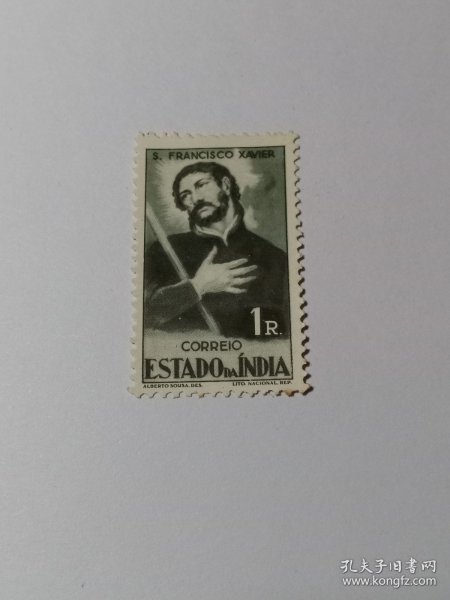 S. FRANCISCO XAVIER
1R.
CORREIO
ESTADO DA ÍNDIA
ALBERTO SOUSA, DES. LITO. NACIONAL, REP.
孔夫子旧书网
www.kongfz.com